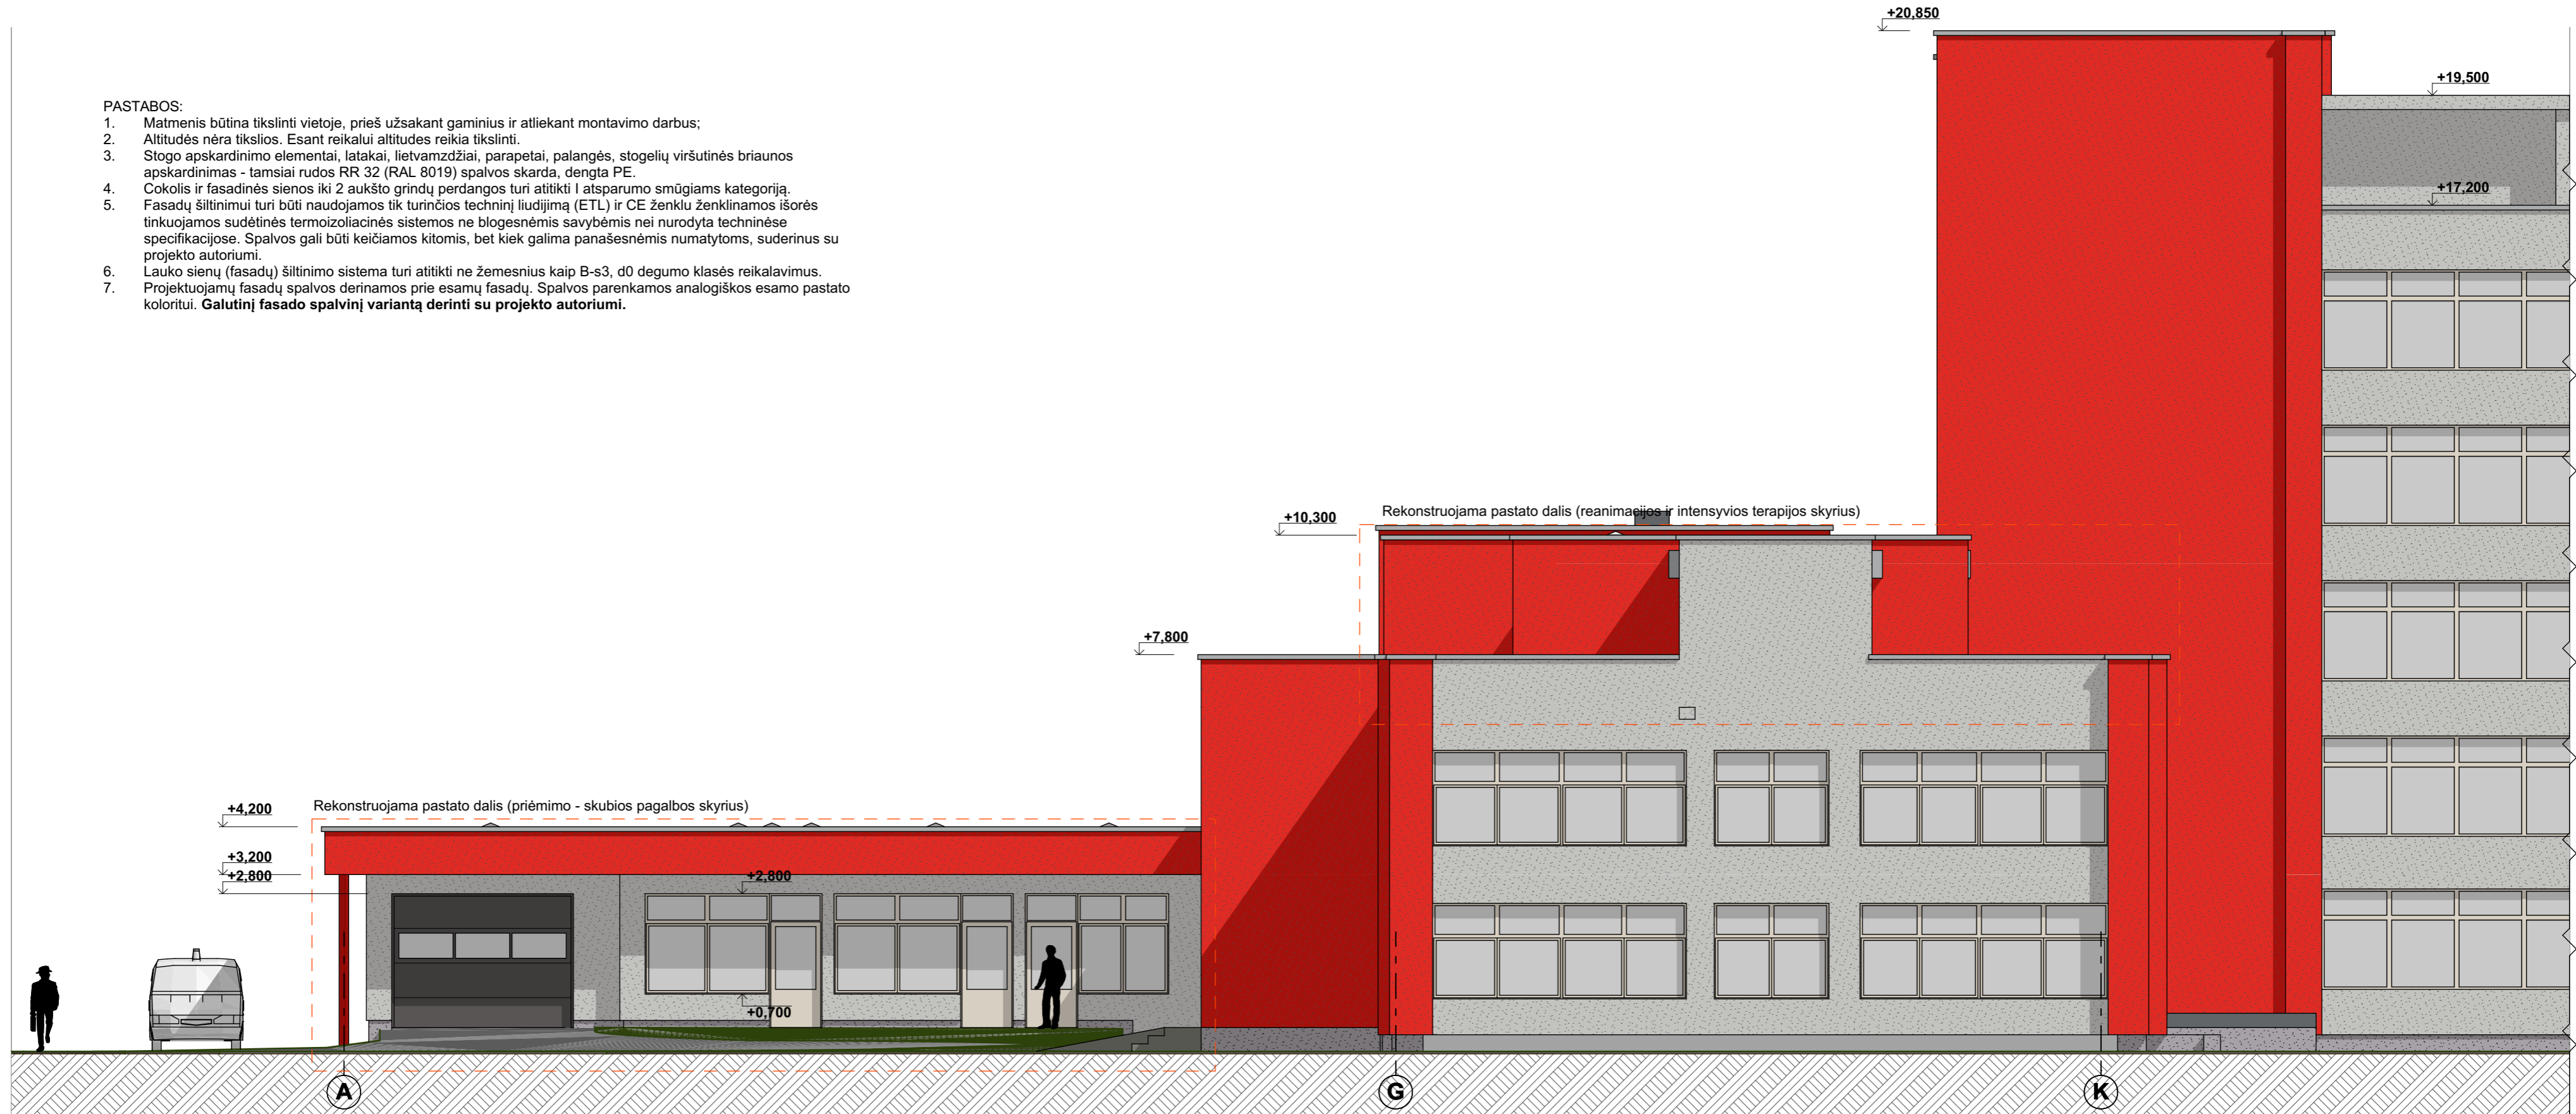 +20,850
+19,500
PASTABOS:
1. Matmenis būtina tikslinti vietoje, prieš užsakant gaminius ir atliekant montavimo darbus;
2. Altitudės nėra tikslios. Esant reikalui altitudes reikia tikslinti.
3. Stogo apskardinimo elementai, latakai, lietvamzdžiai, parapetai, palangės, stogelių viršutinės briaunos
apskardinimas - tamsiai rudos RR 32 (RAL 8019) spalvos skarda, dengta PE.
4. Cokolis ir fasadinės sienos iki 2 aukšto grindų perdangos turi atitikti I atsparumo smūgiams kategoriją.
5. Fasadų šiltinimui turi būti naudojamos tik turinčios techninį liudijimą (ETL) ir CE ženklu ženklinamos išorės
tinkuojamos sudėtinės termoizoliacinės sistemos ne blogesnėmis savybėmis nei nurodyta techninėse
specifikacijose. Spalvos gali būti keičiamos kitomis, bet kiek galima panašesnėmis numatytoms, suderinus su
projekto autoriumi.
6. Lauko sienų (fasadų) šiltinimo sistema turi atitikti ne žemesnius kaip B-s3, d0 degumo klasės reikalavimus.
7. Projektuojamų fasadų spalvos derinamos prie esamų fasadų. Spalvos parenkamos analogiškos esamo pastato
koloritui. Galutinį fasado spalvinį variantą derinti su projekto autoriumi.
+17,200
Rekonstruojama pastato dalis (reanimacijos ir intensyvios terapijos skyrius)
+10,300
+7,800
+4,200
Rekonstruojama pastato dalis (priėmimo - skubios pagalbos skyrius)
+3,200
+2,800
+2,800
+0,700
A
G
K